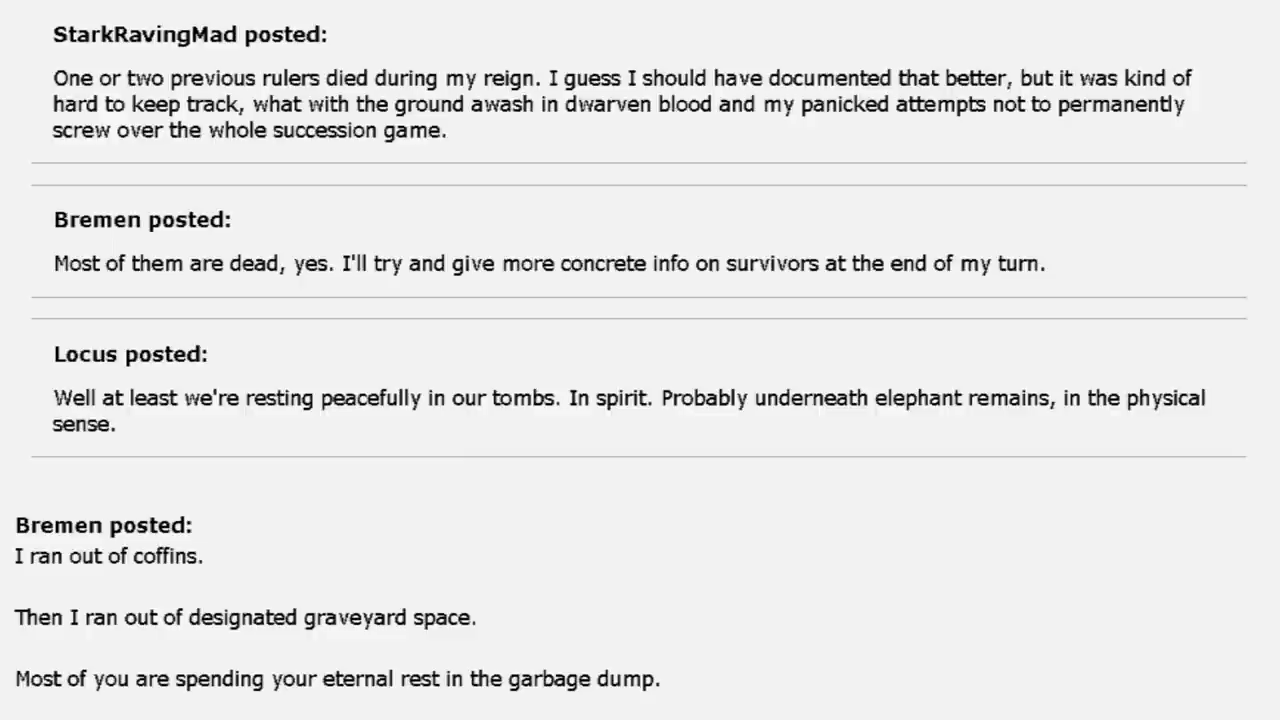 StarkRavingMad posted:
One or two previous rulers died during my reign. I guess I should have documented that better, but it was kind of
hard to keep track, what with the ground awash in dwarven blood and my panicked attempts not to permanently
screw over the whole succession game.
Bremen posted:
Most of them are dead, yes. I'll try and give more concrete info on survivors at the end of my turn.
Locus posted:
Well at least we're resting peacefully in our tombs. In spirit. Probably underneath elephant remains, in the physical
sense.
Bremen posted:
I ran out of coffins.
Then I ran out of designated graveyard space.
Most of you are spending your eternal rest in the garbage dump.